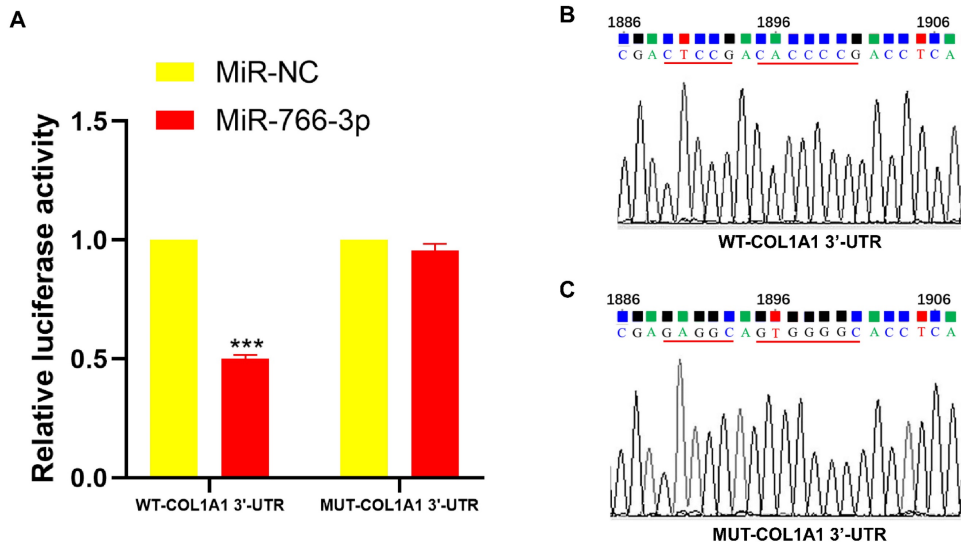 A
MiR-NC
MiR-766-3p
Relative luciferase activity
1.5
1.0
0.5
0.0
***
WT-COL1A1 3'-UTR
MUT-COL1A1 3'-UTR
B
1886 1896 1906
C G A C T C C G A C A C C C C G A C C T C A
WT-COL1A1 3'-UTR
C
1886 1896 1906
C G A G A G G C A G T G G G G C A C C T C A
MUT-COL1A1 3'-UTR